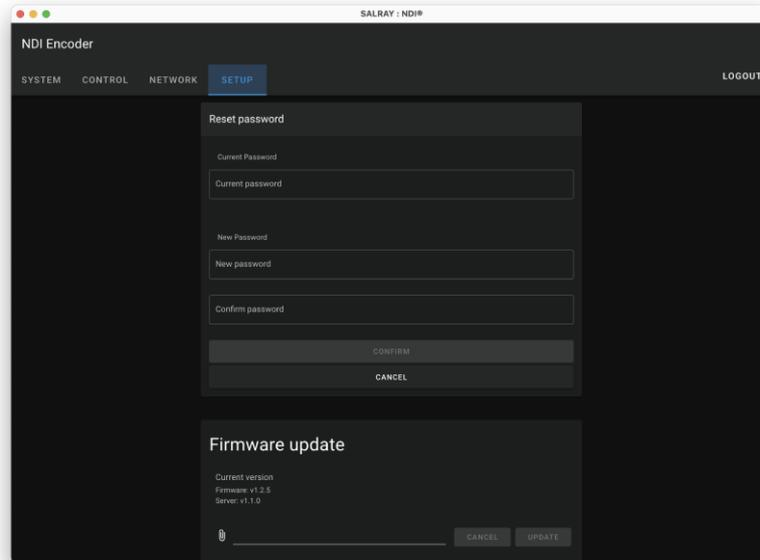 SALRAY : NDI®
NDI Encoder
SYSTEM CONTROL NETWORK SETUP LOGOUT
Reset password
Current Password
Current password
New Password
New password
Confirm password
CONFIRM
CANCEL
Firmware update
Current version
Firmware: v1.2.5
Server: v1.1.0
CANCEL UPDATE